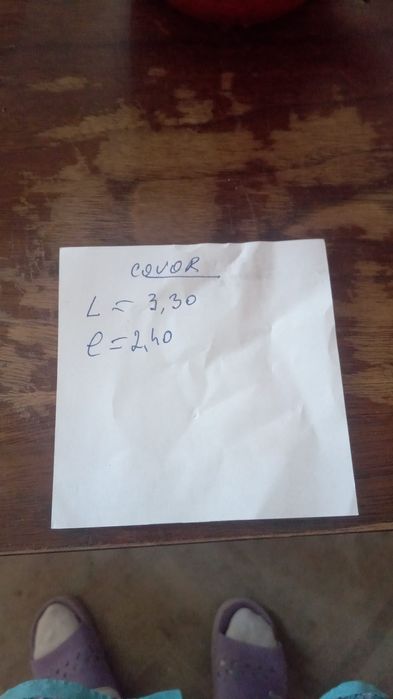 COVOR
L = 3,30
l = 2,40